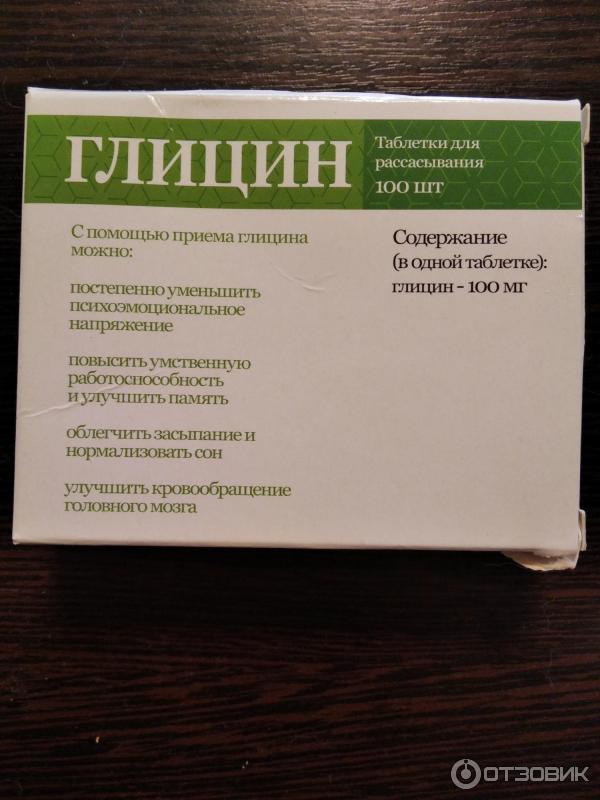 ГЛИЦИН
Таблетки для
рассасывания
100 шт
С помощью приема глицина
можно:
постепенно уменьшить
психоэмоциональное
напряжение
повысить умственную
работоспособность
и улучшить память
облегчить засыпание и
нормализовать сон
улучшить кровообращение
головного мозга
Содержание
(в одной таблетке):
глицин - 100 мг
ОТЗОВИК